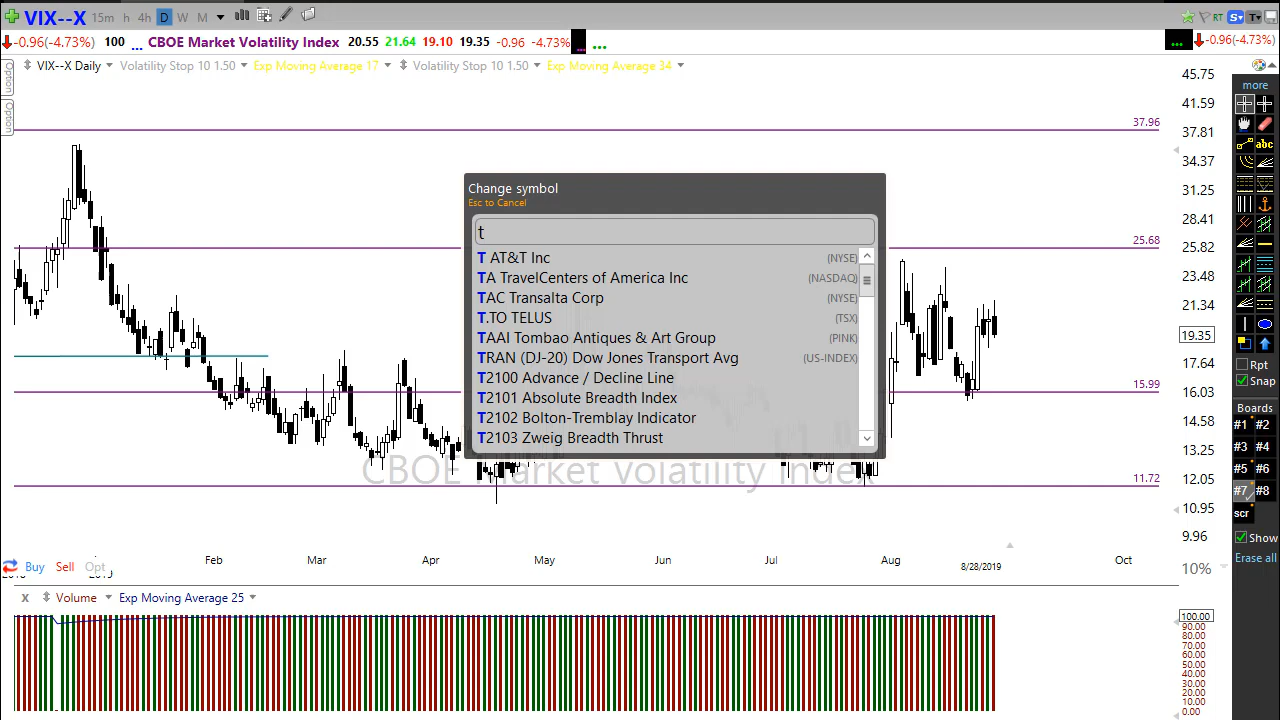 VIX--X 15m h 4h D W M RT S T
-0.96(-4.73%) 100 ... CBOE Market Volatility Index 20.55 21.64 19.10 19.35 -0.96 -4.73% ... ... ... -0.96(-4.73%)
VIX--X Daily Volatility Stop 10 1.50 Exp Moving Average 17 Volatility Stop 10 1.50 Exp Moving Average 34
Option
Option
45.75
41.59
37.96
37.81
34.37
31.25
28.41
25.68
25.82
23.48
21.34
19.35
17.64
15.99
16.03
14.58
13.25
11.72
12.05
10.95
9.96
10%
Change symbol
Esc to Cancel
t
T AT&T Inc (NYSE)
TA TravelCenters of America Inc (NASDAQ)
TAC Transalta Corp (NYSE)
T.TO TELUS (TSX)
TAAI Tombao Antiques & Art Group (PINK)
TRAN (DJ-20) Dow Jones Transport Avg (US-INDEX)
T2100 Advance / Decline Line
T2101 Absolute Breadth Index
T2102 Bolton-Tremblay Indicator
T2103 Zweig Breadth Thrust
CBOE Market Volatility Index
Feb Mar Apr May Jun Jul Aug 8/28/2019 Oct
Buy Sell Opt
X Volume Exp Moving Average 25
100.00
90.00
80.00
70.00
60.00
50.00
40.00
30.00
20.00
10.00
0.00
more
abc
Rpt
Snap
Boards
#1 #2
#3 #4
#5 #6
#7 #8
scr
Show
Erase all